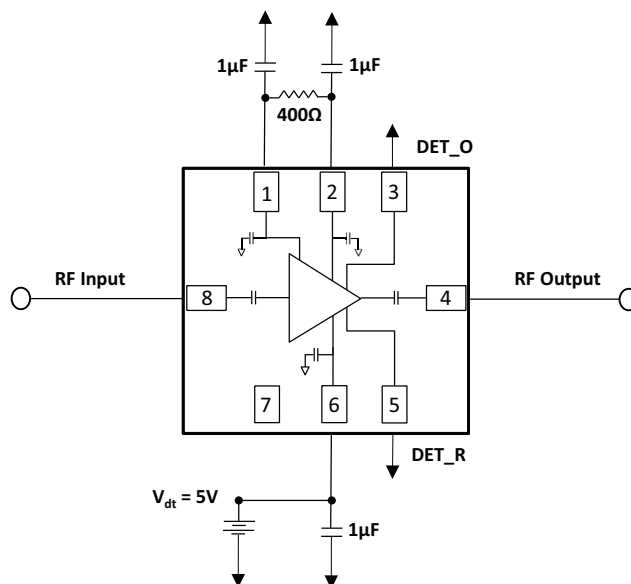 1µF
1µF
400Ω
DET_O
1
2
3
RF Input
RF Output
8
4
7
6
5
DET_R
Vdt = 5V
1µF